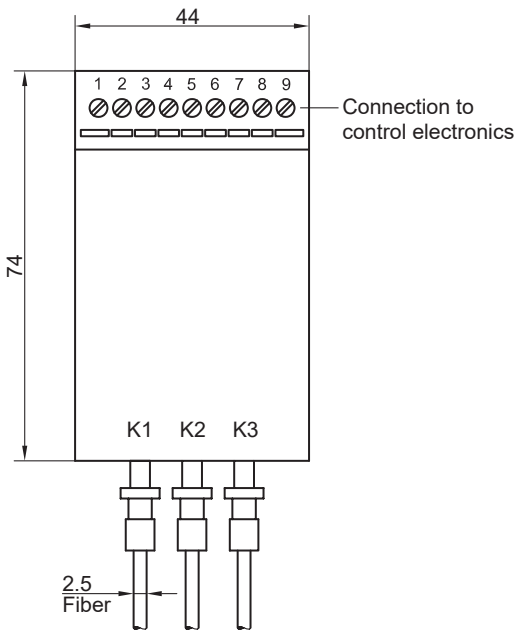 44
1 2 3 4 5 6 7 8 9
Connection to
control electronics
74
K1 K2 K3
2.5
Fiber